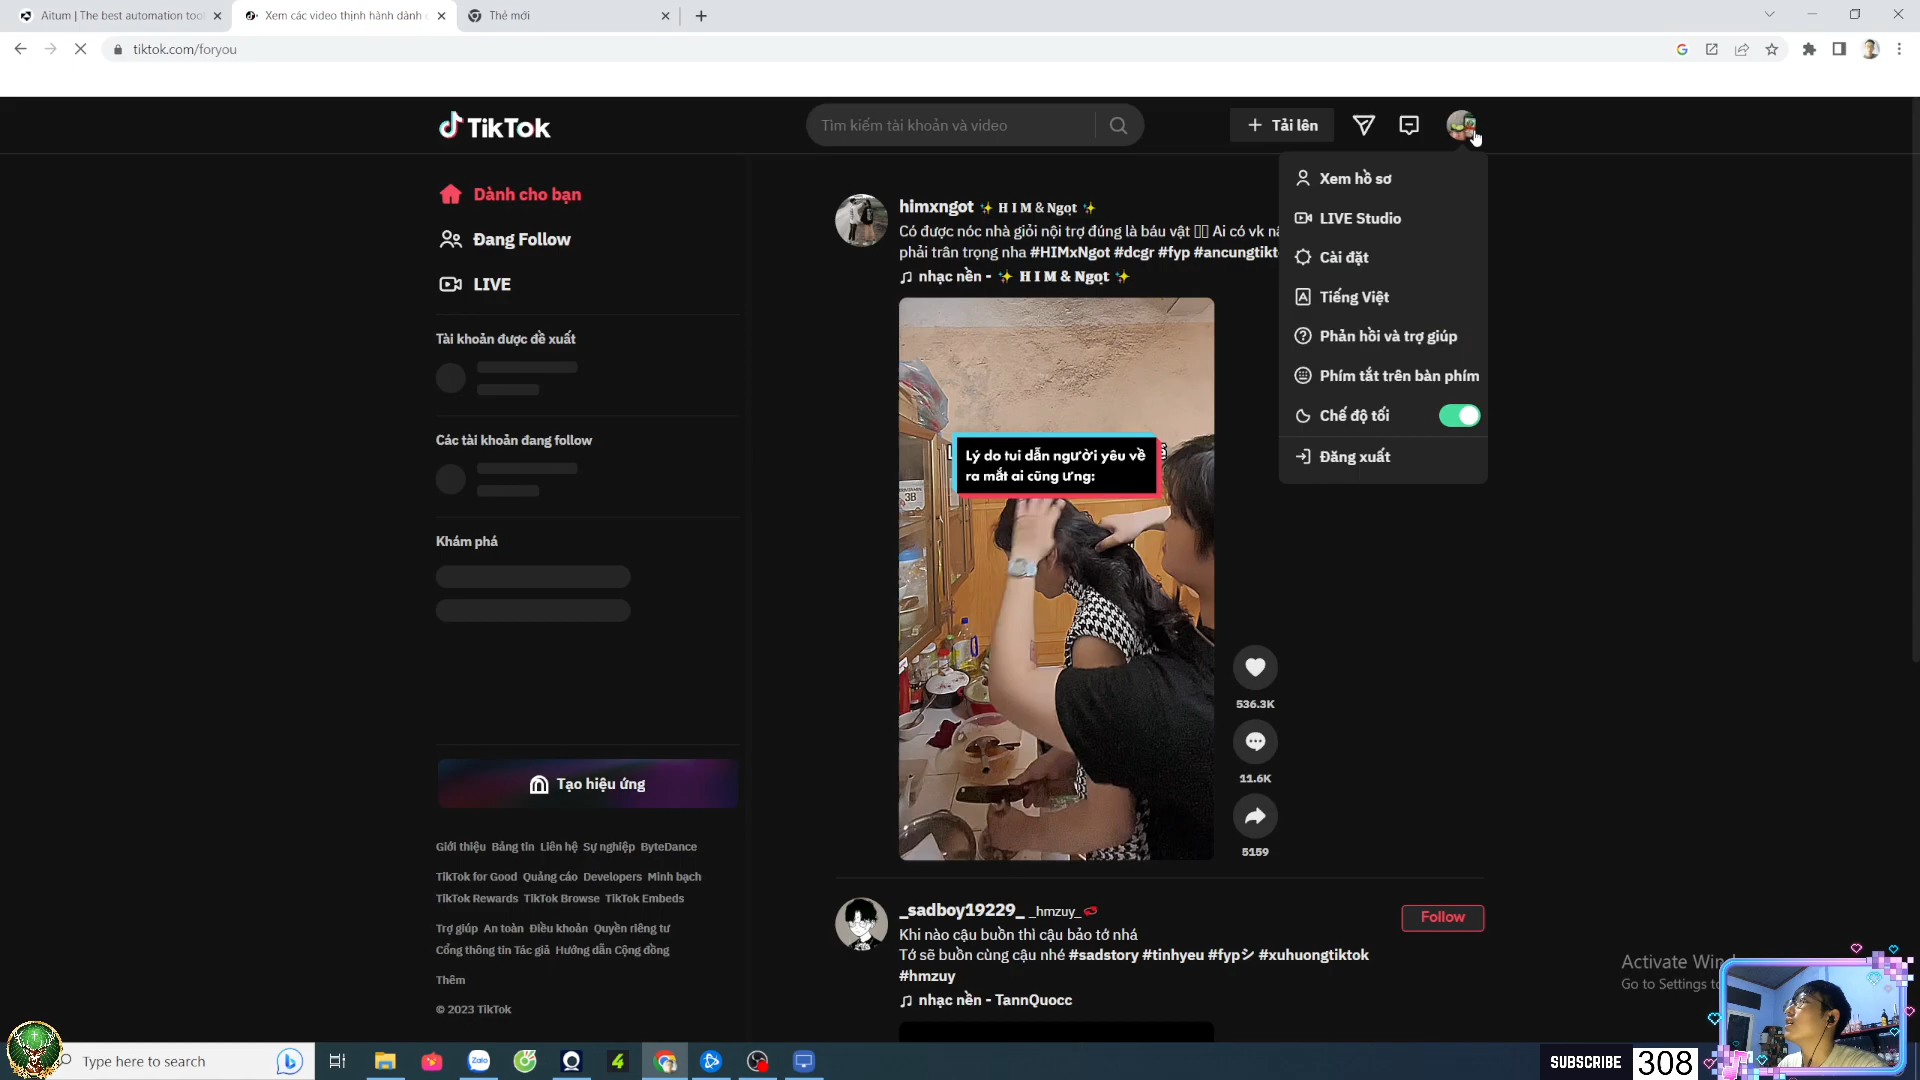 Aitum | The best automation tool
Xem các video thịnh hành dành
Thẻ mới
tiktok.com/foryou
TikTok
Tìm kiếm tài khoản và video
Tải lên
Dành cho bạn
Đang Follow
LIVE
Tài khoản được đề xuất
Các tài khoản đang follow
Khám phá
Tạo hiệu ứng
Giới thiệu Bảng tin Liên hệ Sự nghiệp ByteDance
TikTok for Good Quảng cáo Developers Minh bạch
TikTok Rewards TikTok Browse TikTok Embeds
Trợ giúp An toàn Điều khoản Quyền riêng tư
Cổng thông tin Tác giả Hướng dẫn Cộng đồng
Thêm
© 2023 TikTok
himxngot ✨ H I M & Ngọt ✨
Có được nóc nhà giỏi nội trợ đúng là báu vật Ai có vk
phải trân trọng nha #HIMxNgot #dcgr #fyp #ancungtikt
♫ nhạc nền - ✨ H I M & Ngọt ✨
38
Lý do tui dẫn người yêu về
ra mắt ai cũng ưng:
536.3K
11.6K
5159
Xem hồ sơ
LIVE Studio
Cài đặt
Tiếng Việt
Phản hồi và trợ giúp
Phím tắt trên bàn phím
Chế độ tối
Đăng xuất
_sadboy19229_ _hmzuy_
Follow
Khi nào cậu buồn thì cậu bảo tớ nhá
Tớ sẽ buồn cùng cậu nhé #sadstory #tinhyeu #fypシ #xuhuongtiktok
#hmzuy
♫ nhạc nền - TannQuocc
Activate Win
Go to Settings to
Type here to search
Zalo
SUBSCRIBE 308